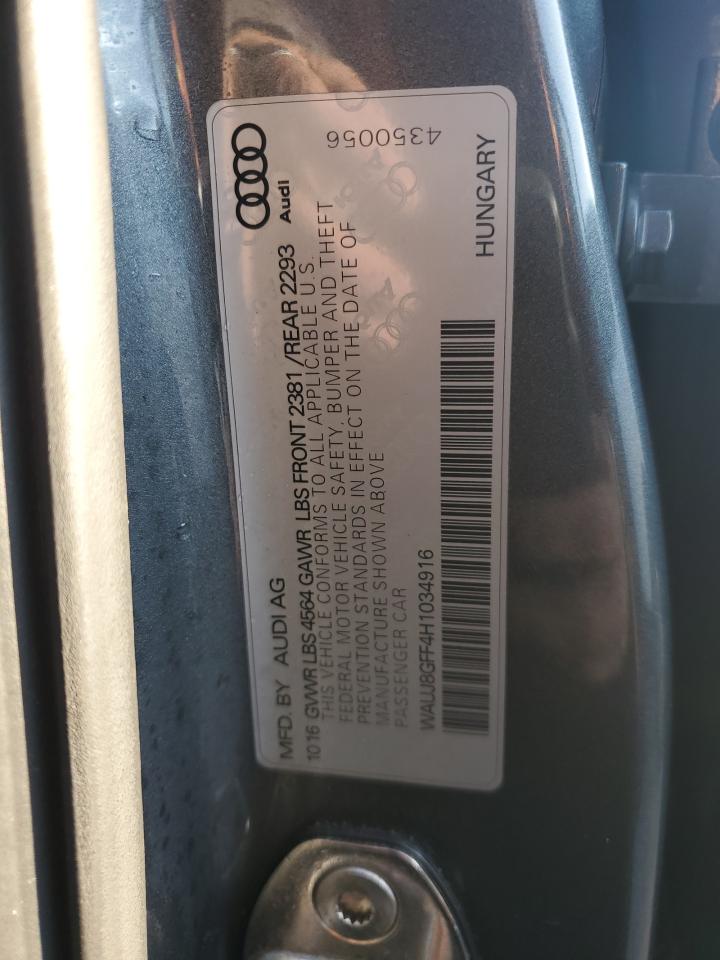 Audi
4350056
MFD. BY AUDI AG
1016 GVWR LBS 4564 GAWR LBS FRONT 2381 /REAR 2293
THIS VEHICLE CONFORMS TO ALL APPLICABLE U.S.
FEDERAL MOTOR VEHICLE SAFETY, BUMPER AND THEFT
PREVENTION STANDARDS IN EFFECT ON THE DATE OF
MANUFACTURE SHOWN ABOVE
PASSENGER CAR
WAUJ8GFF4H1034916
HUNGARY